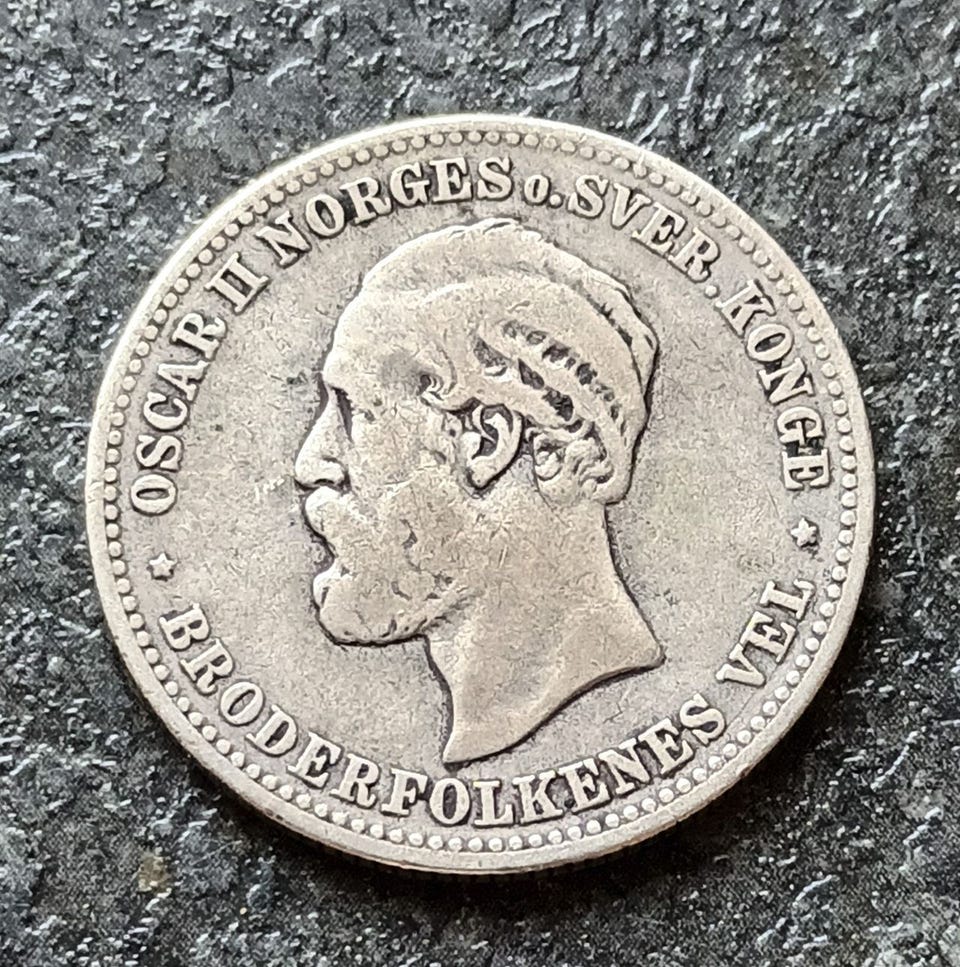 OSCAR II NORGES O. SVER. KONGE
BRODERFOLKENES VEL